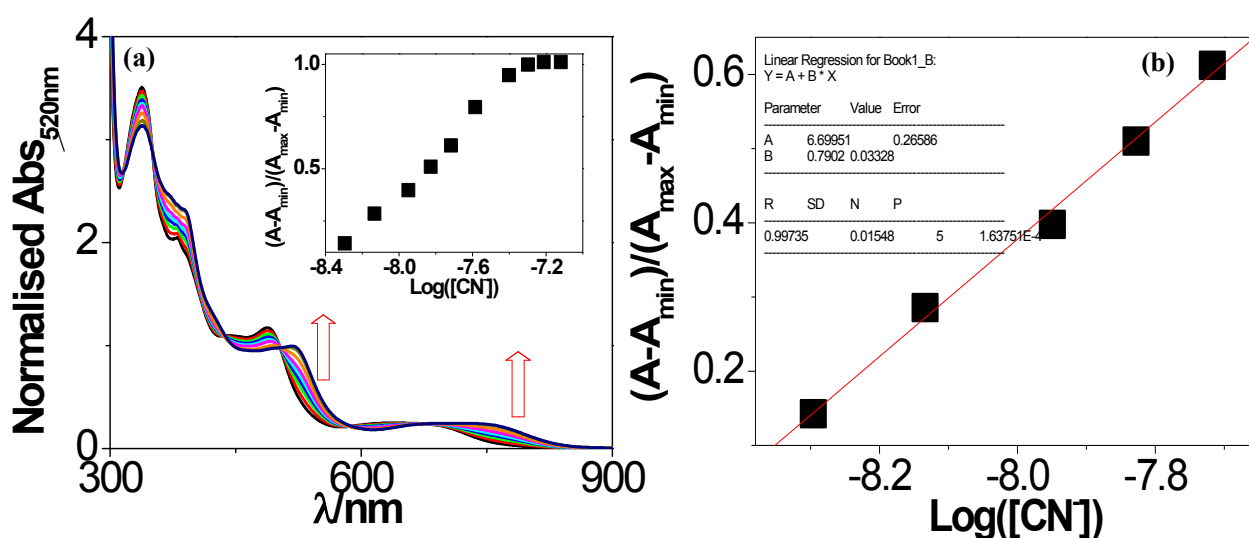 (a)
Normalised Abs520nm
4
2
0
300
600
900
λ/nm
(A-Amin)/(Amax-Amin)
1.0
0.5
-8.4
-8.0
-7.6
-7.2
Log([CN-])
(b)
Linear Regression for Book1_B:
Y = A + B * X
Parameter Value Error
A 6.69951 0.26586
B 0.7902 0.03328
R SD N P
0.99735 0.01548 5 1.63751E-4
(A-Amin)/(Amax-Amin)
0.6
0.4
0.2
-8.2
-8.0
-7.8
Log([CN-])